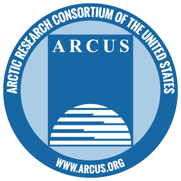 ARCTIC RESEARCH CONSORTIUM OF THE UNITED STATES
ARCUS
WWW.ARCUS.ORG